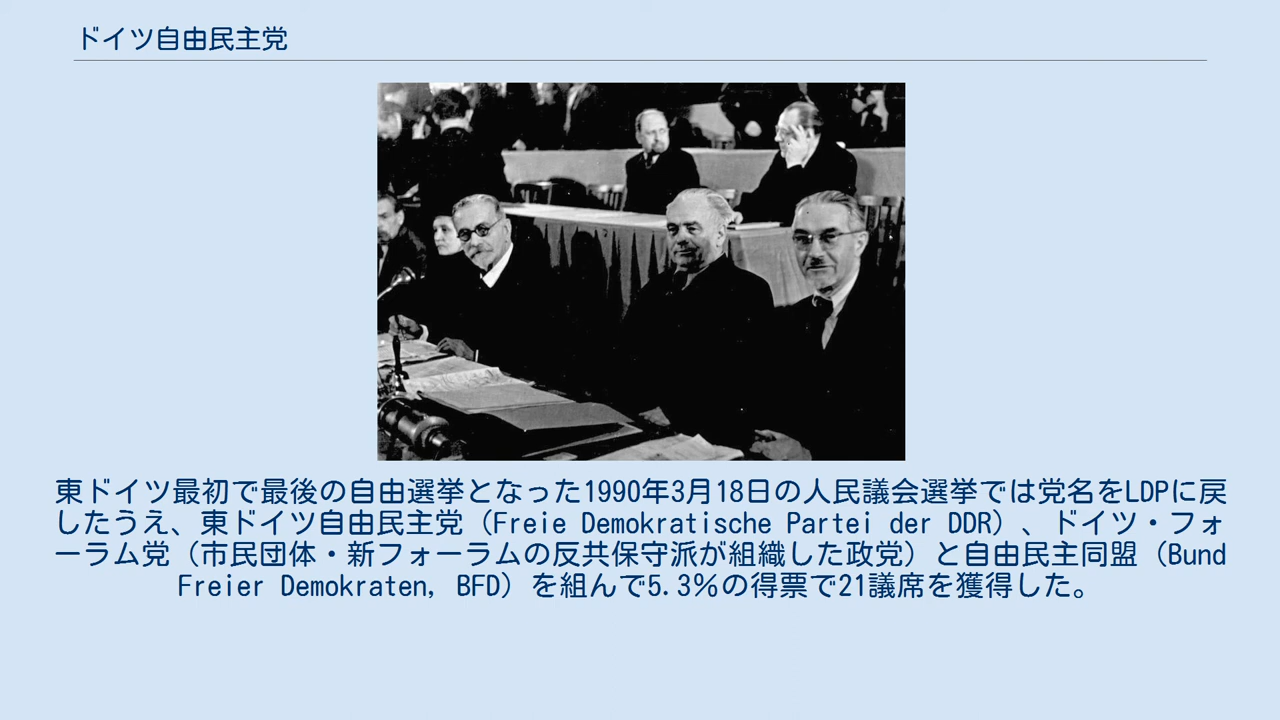 ドイツ自由民主党
東ドイツ最初で最後の自由選挙となった1990年3月18日の人民議会選挙では党名をLDPに戻
したうえ、東ドイツ自由民主党（Freie Demokratische Partei der DDR）、ドイツ・フォ
ーラム党（市民団体・新フォーラムの反共保守派が組織した政党）と自由民主同盟（Bund
Freier Demokraten, BFD）を組んで5.3％の得票で21議席を獲得した。